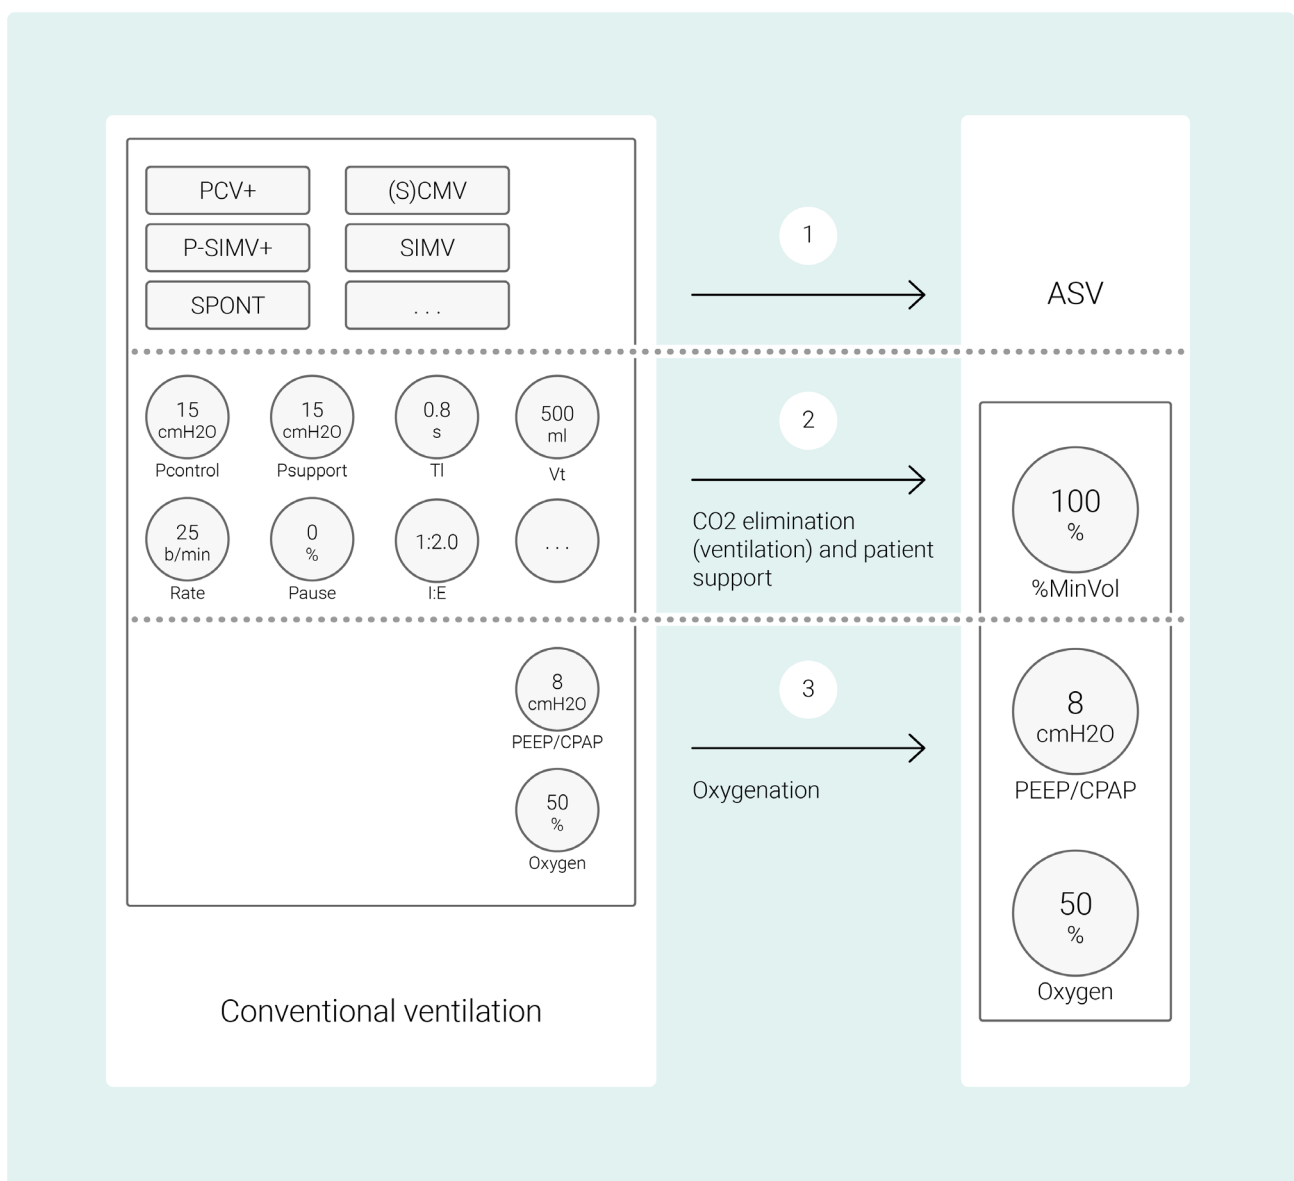 PCV+
(S)CMV
P-SIMV+
SIMV
SPONT
. . .
1
ASV
15
cmH2O
Pcontrol
15
cmH2O
Psupport
0.8
s
TI
500
ml
Vt
25
b/min
Rate
0
%
Pause
1:2.0
I:E
. . .
2
CO2 elimination
(ventilation) and patient
support
100
%
%MinVol
8
cmH2O
PEEP/CPAP
50
%
Oxygen
3
Oxygenation
8
cmH2O
PEEP/CPAP
50
%
Oxygen
Conventional ventilation